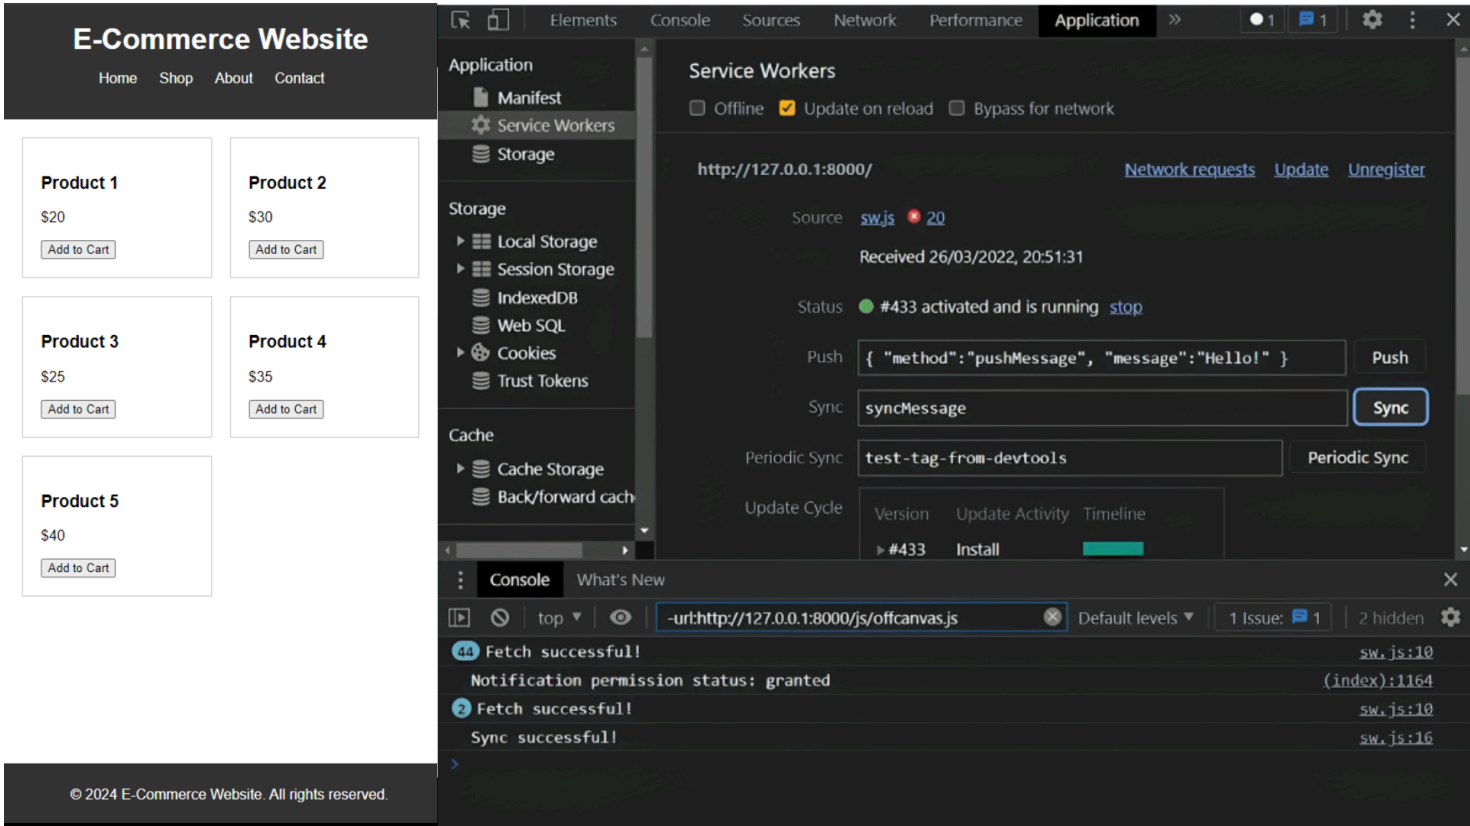 E-Commerce Website
Home Shop About Contact
Product 1
$20
Add to Cart
Product 2
$30
Add to Cart
Product 3
$25
Add to Cart
Product 4
$35
Add to Cart
Product 5
$40
Add to Cart
© 2024 E-Commerce Website. All rights reserved.
Elements Console Sources Network Performance Application » 1 1
Application
Manifest
Service Workers
Storage
Storage
Local Storage
Session Storage
IndexedDB
Web SQL
Cookies
Trust Tokens
Cache
Cache Storage
Back/forward cach
Service Workers
Offline Update on reload Bypass for network
http://127.0.0.1:8000/ Network requests Update Unregister
Source sw.js 20
Received 26/03/2022, 20:51:31
Status #433 activated and is running stop
Push { "method":"pushMessage", "message":"Hello!" } Push
Sync syncMessage Sync
Periodic Sync test-tag-from-devtools Periodic Sync
Update Cycle Version Update Activity Timeline
#433 Install
Console What's New
top -url:http://127.0.0.1:8000/js/offcanvas.js Default levels 1 Issue: 1 2 hidden
44 Fetch successful! sw.js:10
Notification permission status: granted (index):1164
2 Fetch successful! sw.js:10
Sync successful! sw.js:16